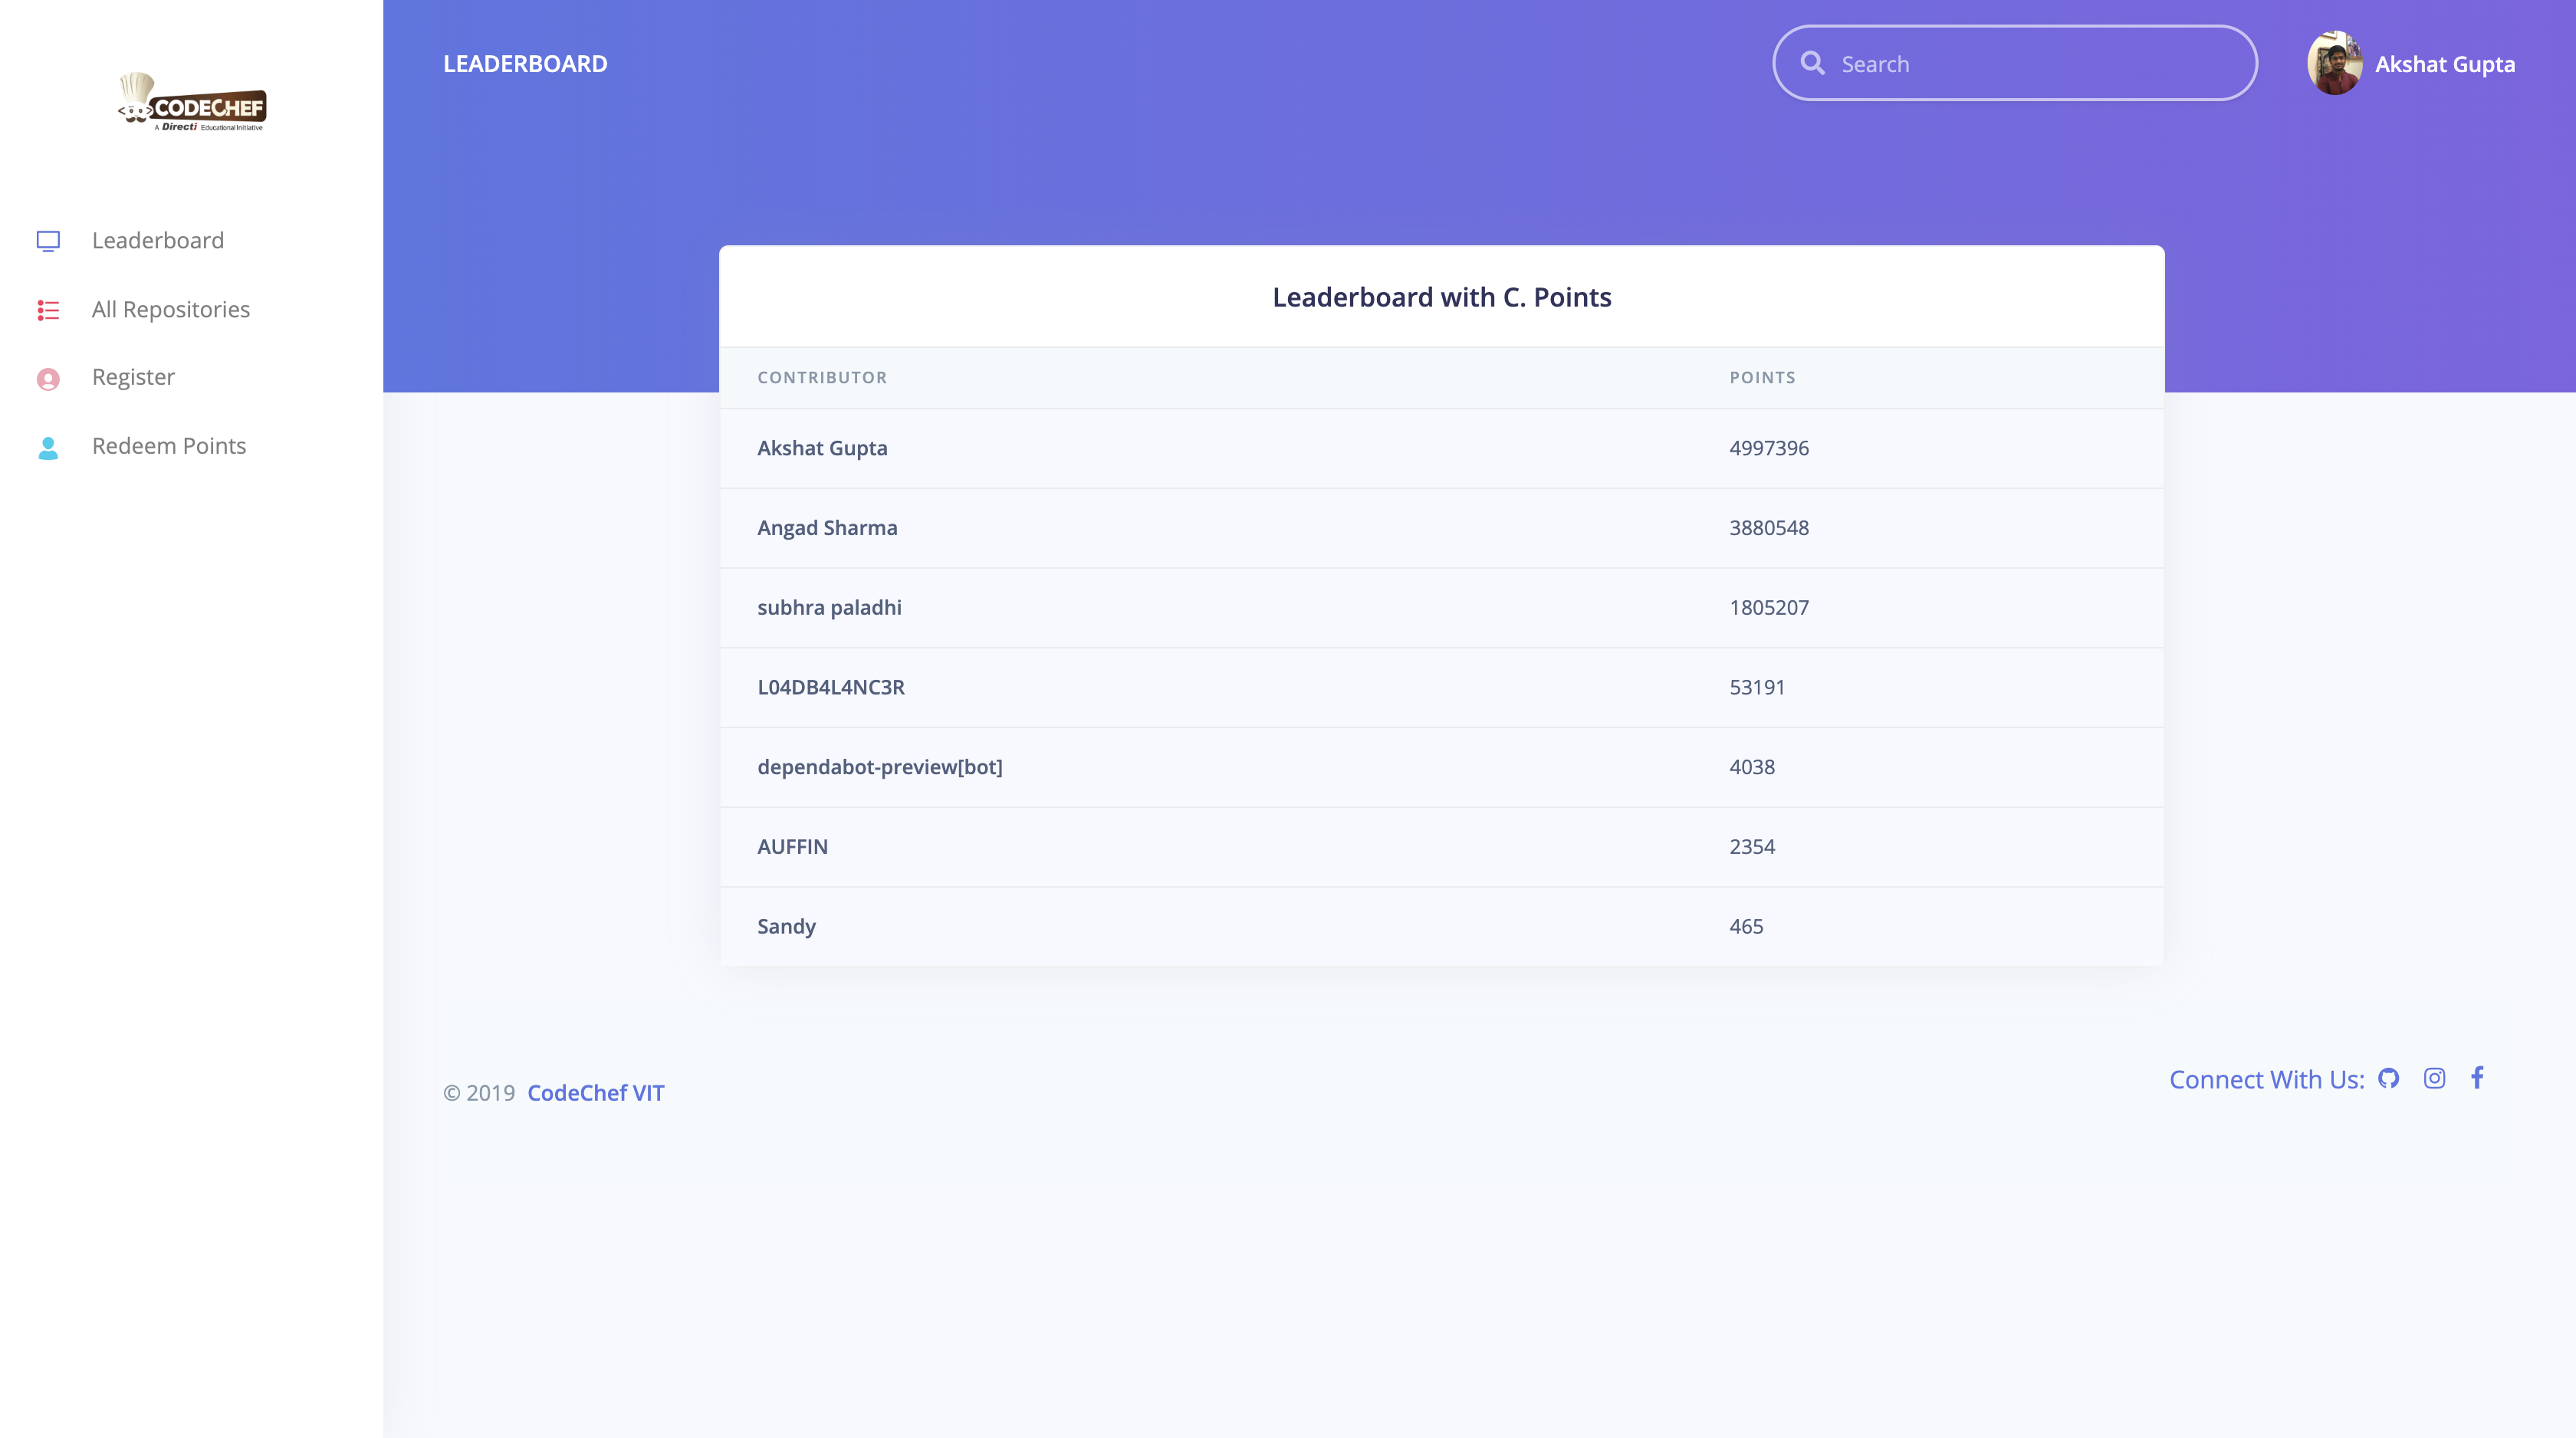 CODECHEF
A Directi Educational Initiative
Leaderboard
All Repositories
Register
Redeem Points
LEADERBOARD
Search
Akshat Gupta
Leaderboard with C. Points
CONTRIBUTOR POINTS
Akshat Gupta 4997396
Angad Sharma 3880548
subhra paladhi 1805207
L04DB4L4NC3R 53191
dependabot-preview[bot] 4038
AUFFIN 2354
Sandy 465
© 2019 CodeChef VIT
Connect With Us: